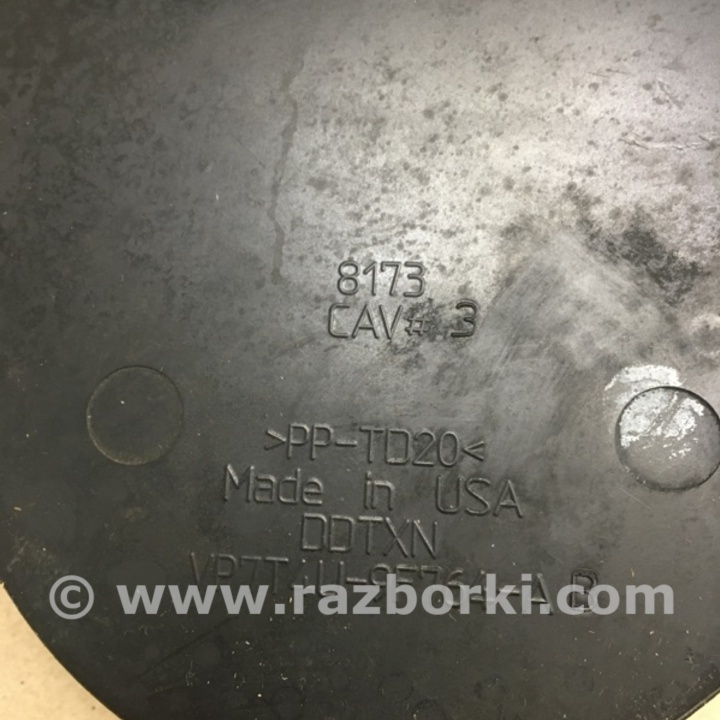 8173
CAV# 3
>PP-TD20<
Made in USA
DDTXN
© www.razborki.com